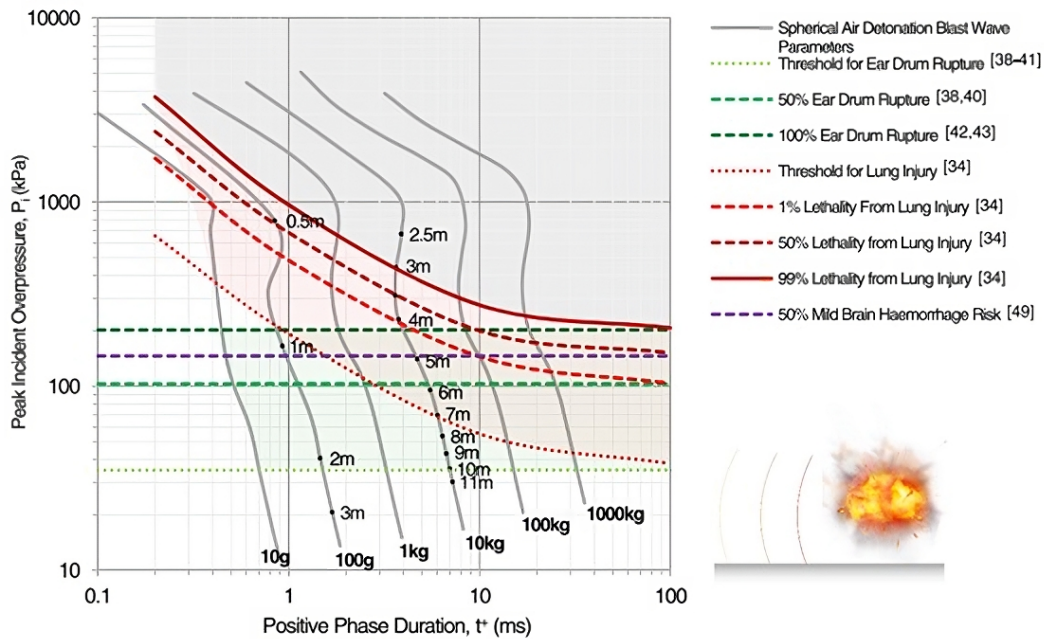 10000
1000
100
10
Peak Incident Overpressure, Pᵢ (kPa)
0.1
1
10
100
Positive Phase Duration, t⁺ (ms)
0.5m
1m
2m
3m
2.5m
3m
4m
5m
6m
7m
8m
9m
10m
11m
10g
100g
1kg
10kg
100kg
1000kg
Spherical Air Detonation Blast Wave
Parameters
Threshold for Ear Drum Rupture [38-41]
50% Ear Drum Rupture [38,40]
100% Ear Drum Rupture [42,43]
Threshold for Lung Injury [34]
1% Lethality From Lung Injury [34]
50% Lethality from Lung Injury [34]
99% Lethality from Lung Injury [34]
50% Mild Brain Haemorrhage Risk [49]